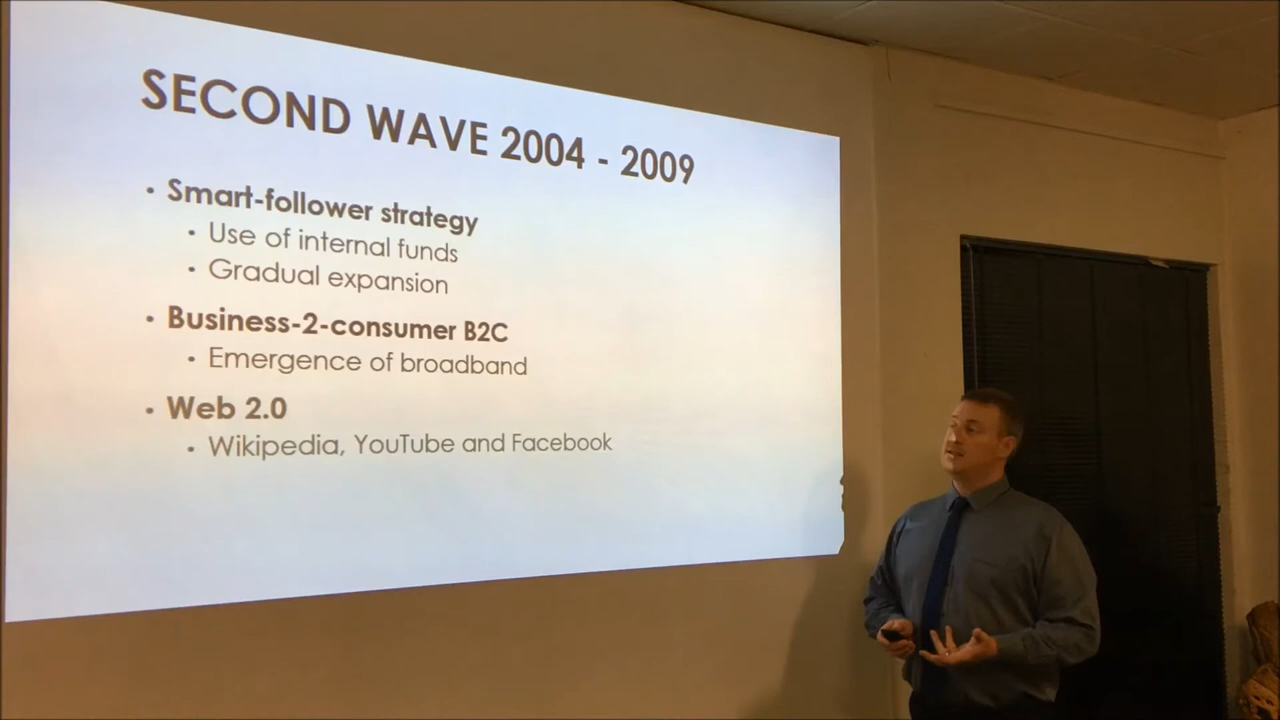 SECOND WAVE 2004 - 2009
• Smart-follower strategy
• Use of internal funds
• Gradual expansion
• Business-2-consumer B2C
• Emergence of broadband
• Web 2.0
• Wikipedia, YouTube and Facebook